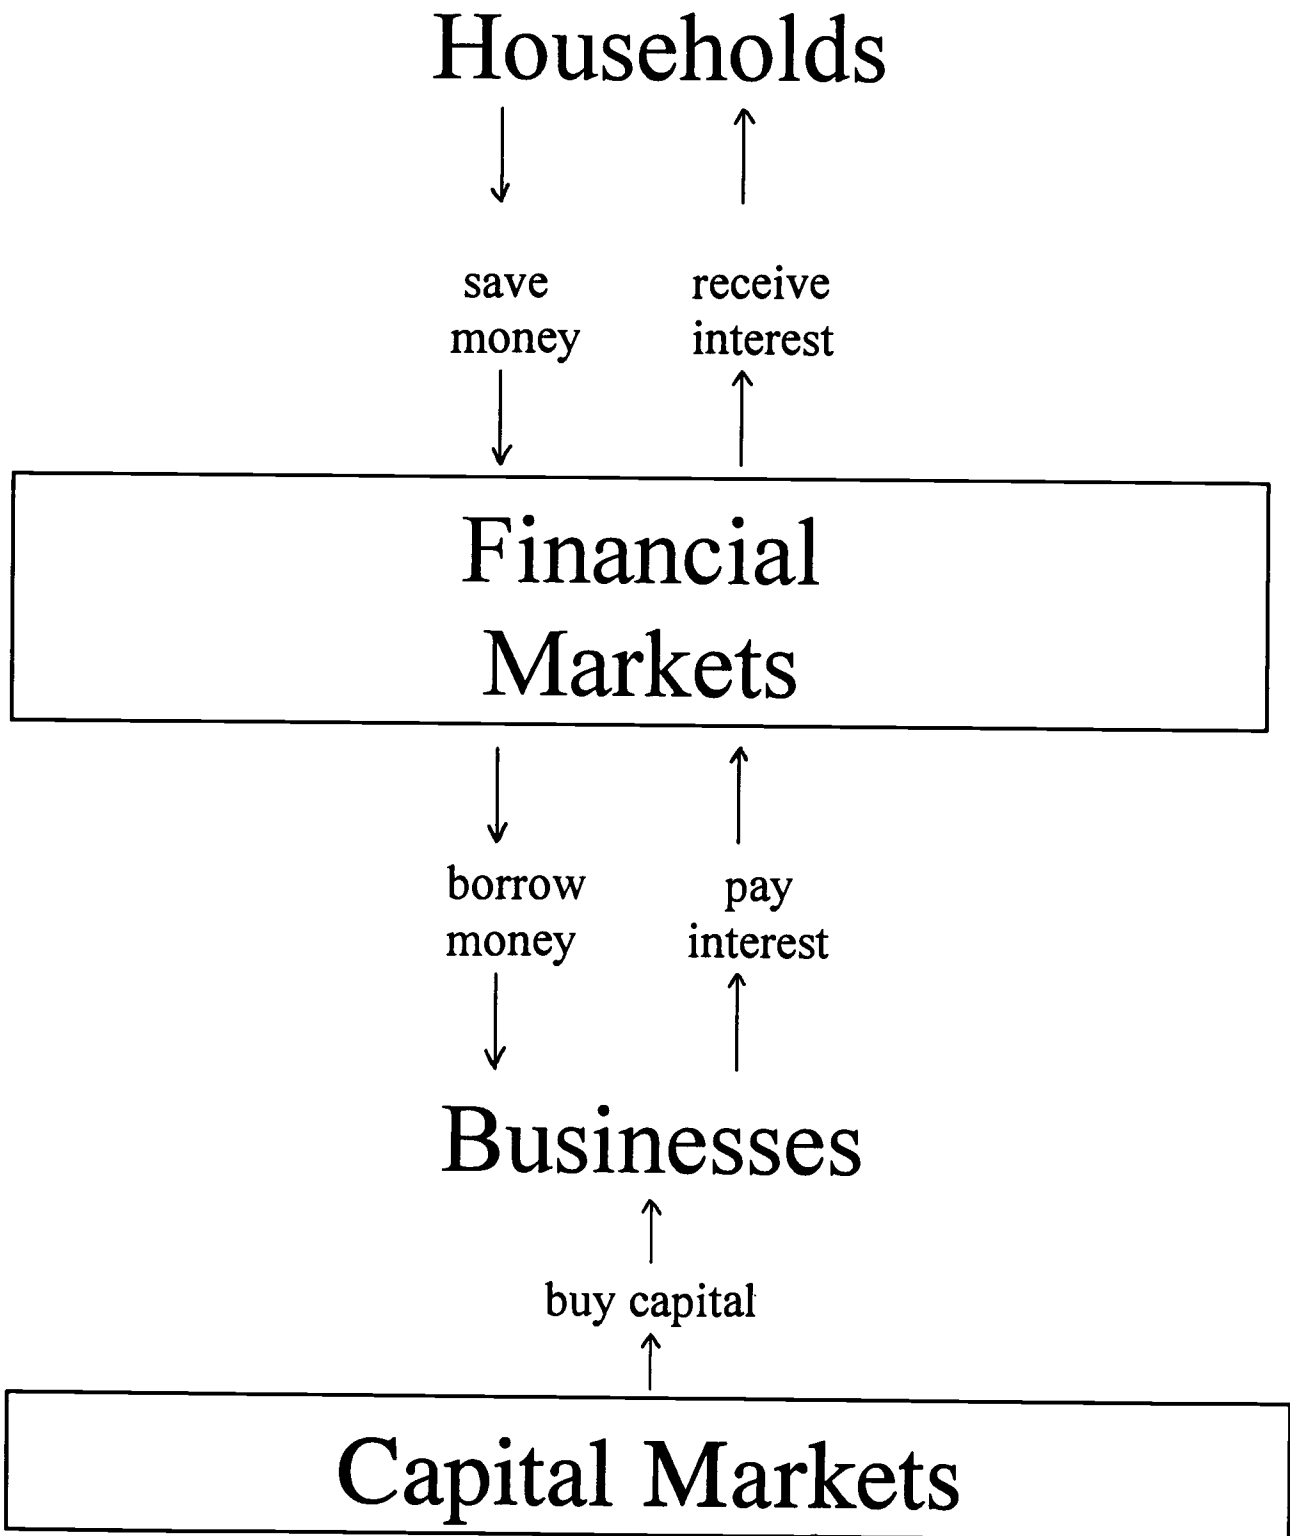 Households
save receive
money interest
Financial
Markets
borrow pay
money interest
Businesses
buy capital
Capital Markets